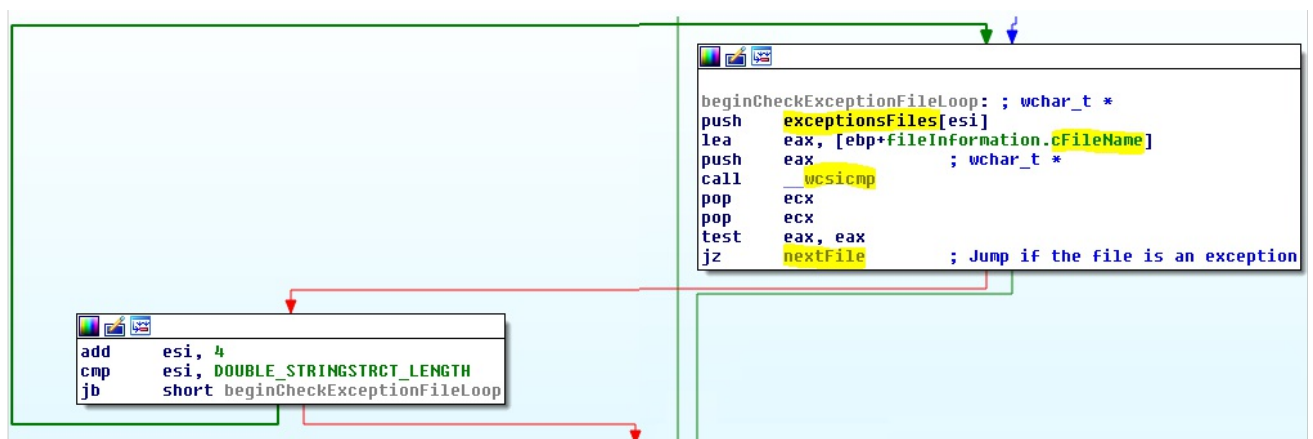 beginCheckExceptionFileLoop: ; wchar_t *
push exceptionsFiles[esi]
lea eax, [ebp+fileInformation.cFileName]
push eax ; wchar_t *
call __wcsicmp
pop ecx
pop ecx
test eax, eax
jz nextFile ; Jump if the file is an exception
add esi, 4
cmp esi, DOUBLE_STRINGSTRCT_LENGTH
jb short beginCheckExceptionFileLoop